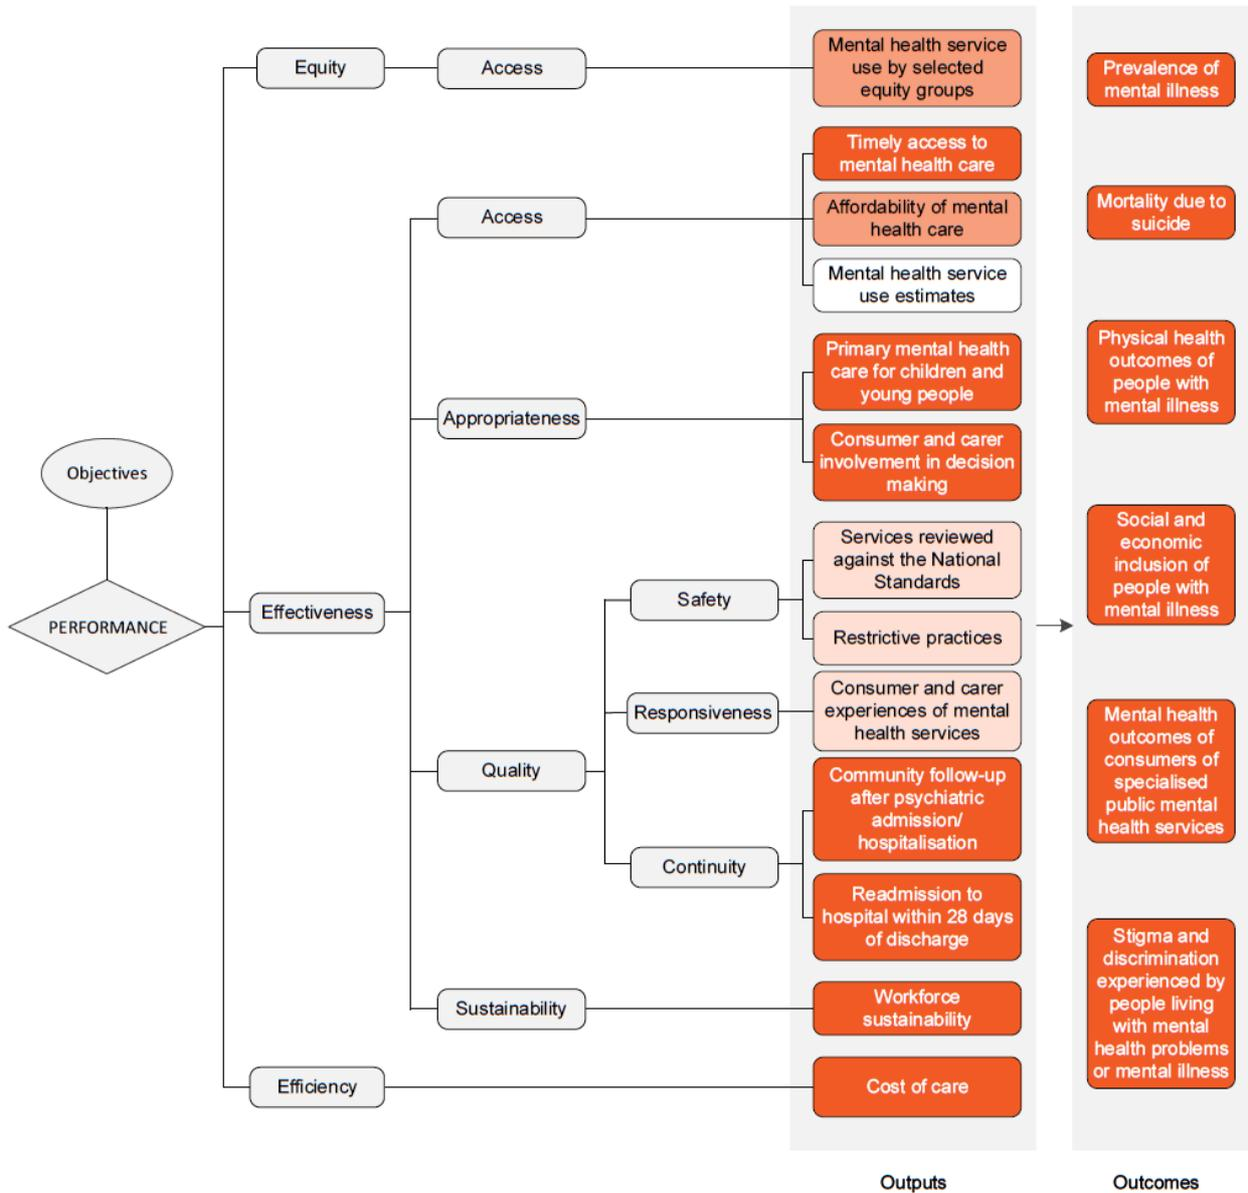 Objectives
PERFORMANCE
Equity
Access
Mental health service
use by selected
equity groups
Effectiveness
Access
Timely access to
mental health care
Affordability of mental
health care
Mental health service
use estimates
Appropriateness
Primary mental health
care for children and
young people
Consumer and carer
involvement in decision
making
Quality
Safety
Services reviewed
against the National
Standards
Restrictive practices
Responsiveness
Consumer and carer
experiences of mental
health services
Continuity
Community follow-up
after psychiatric
admission/
hospitalisation
Readmission to
hospital within 28 days
of discharge
Sustainability
Workforce
sustainability
Efficiency
Cost of care
Outputs
Prevalence of
mental illness
Mortality due to
suicide
Physical health
outcomes of
people with
mental illness
Social and
economic
inclusion of
people with
mental illness
Mental health
outcomes of
consumers of
specialised
public mental
health services
Stigma and
discrimination
experienced by
people living
with mental
health problems
or mental illness
Outcomes